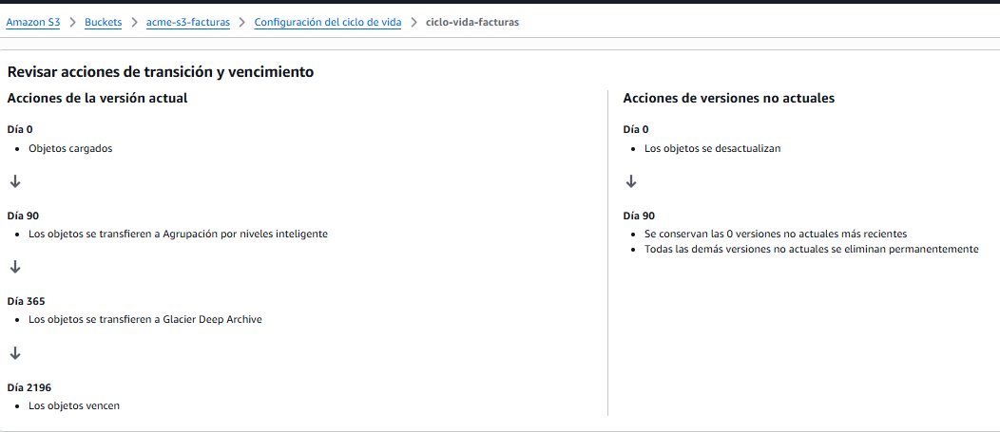 Amazon S3 > Buckets > acme-s3-facturas > Configuración del ciclo de vida > ciclo-vida-facturas
Revisar acciones de transición y vencimiento
Acciones de la versión actual
Día 0
• Objetos cargados
↓
Día 90
• Los objetos se transfieren a Agrupación por niveles inteligente
↓
Día 365
• Los objetos se transfieren a Glacier Deep Archive
↓
Día 2196
• Los objetos vencen
Acciones de versiones no actuales
Día 0
• Los objetos se desactualizan
↓
Día 90
• Se conservan las 0 versiones no actuales más recientes
• Todas las demás versiones no actuales se eliminan permanentemente